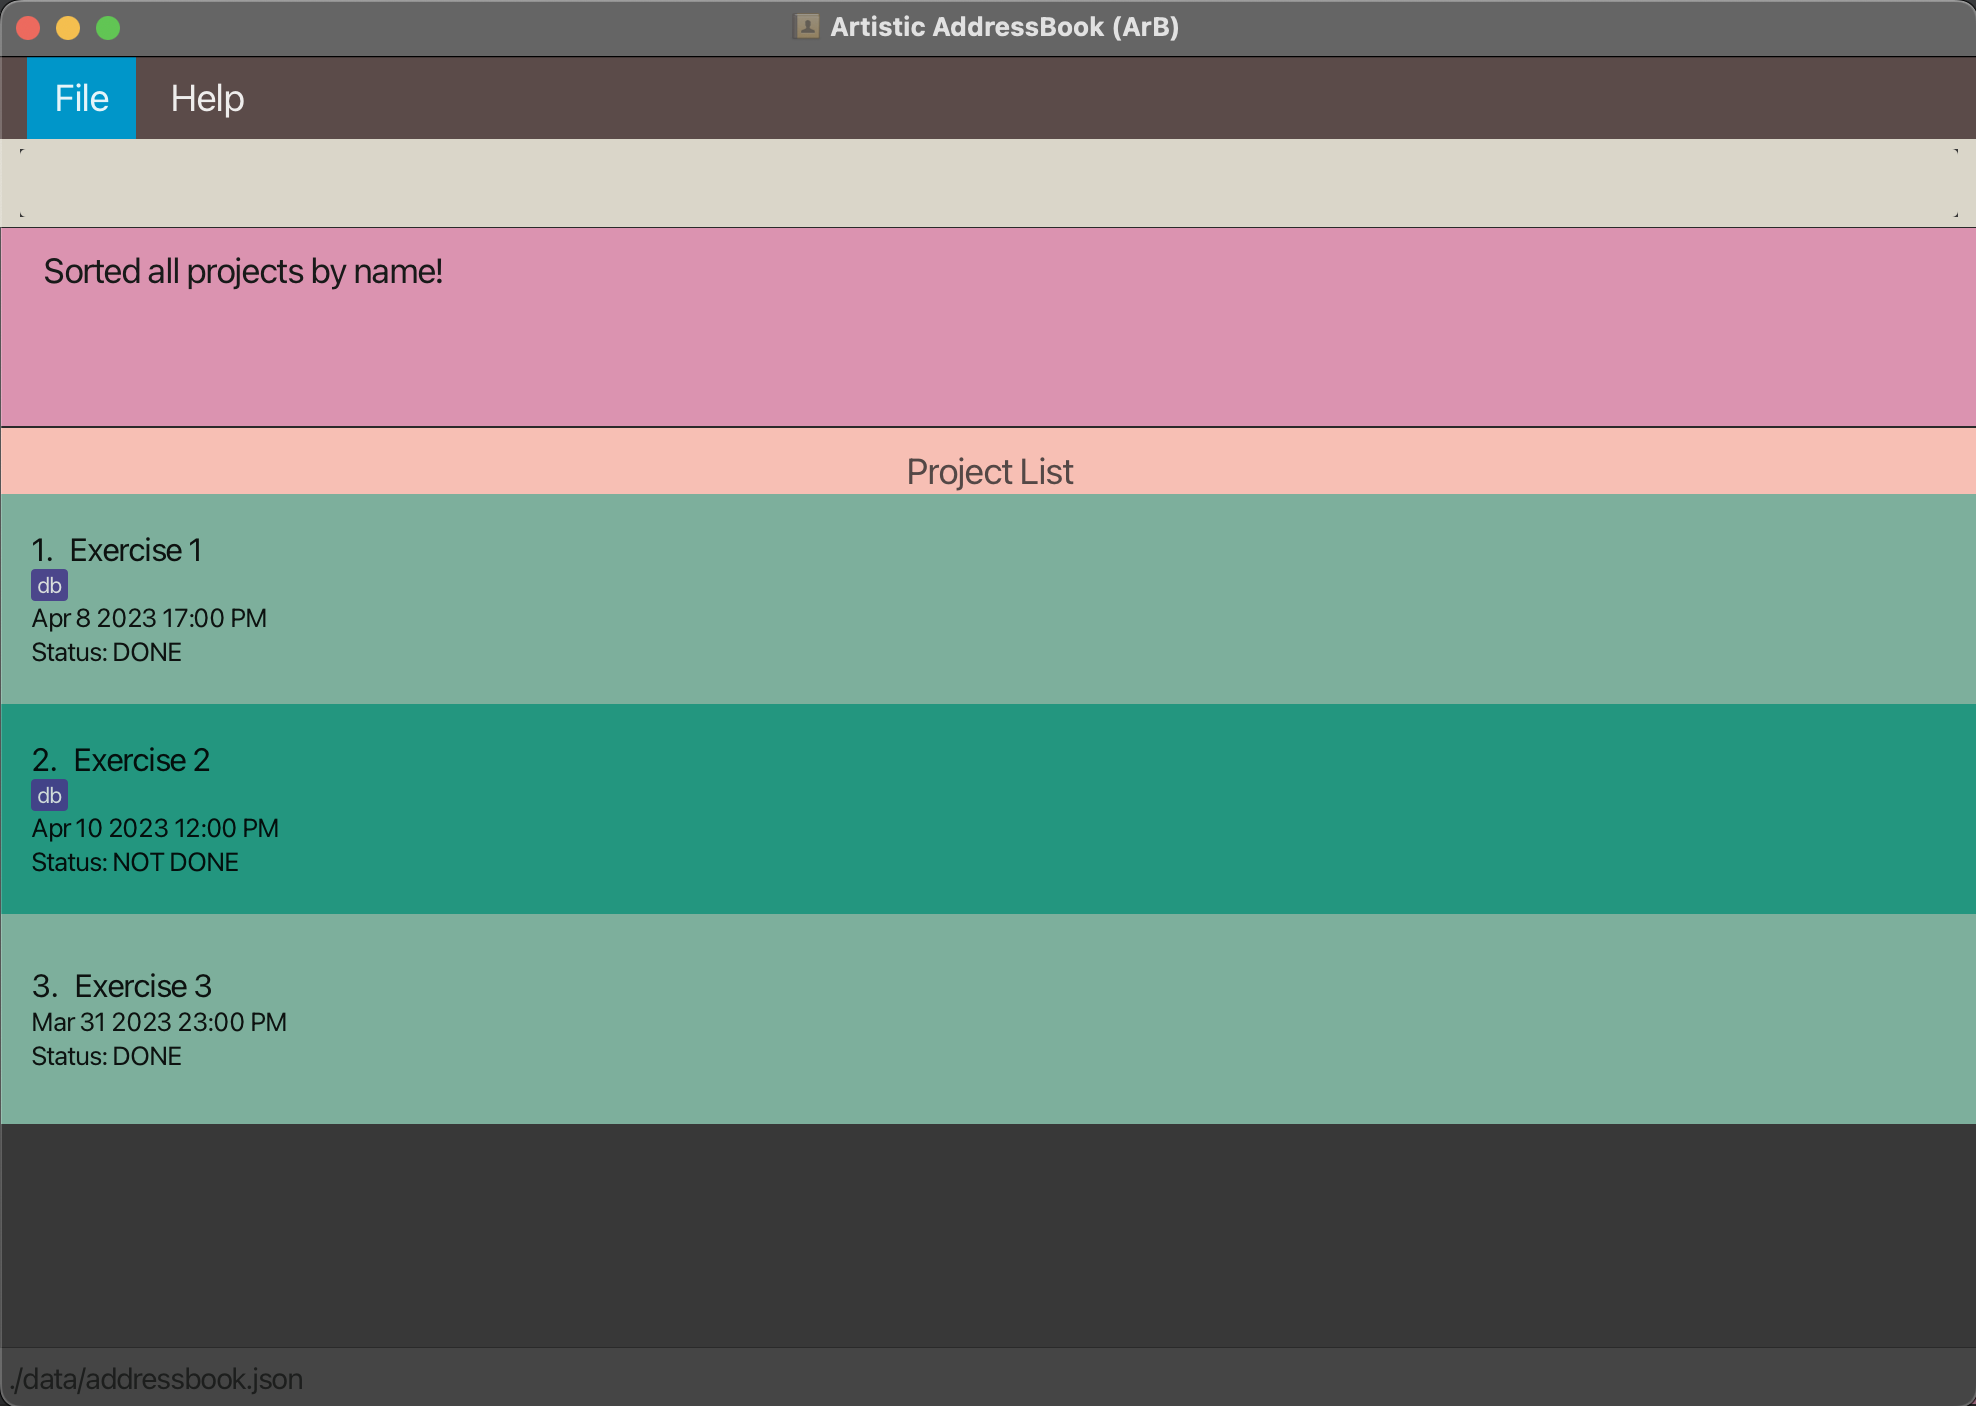 Artistic AddressBook (ArB)
File Help
Sorted all projects by name!
Project List
1. Exercise 1
db
Apr 8 2023 17:00 PM
Status: DONE
2. Exercise 2
db
Apr 10 2023 12:00 PM
Status: NOT DONE
3. Exercise 3
Mar 31 2023 23:00 PM
Status: DONE
./data/addressbook.json